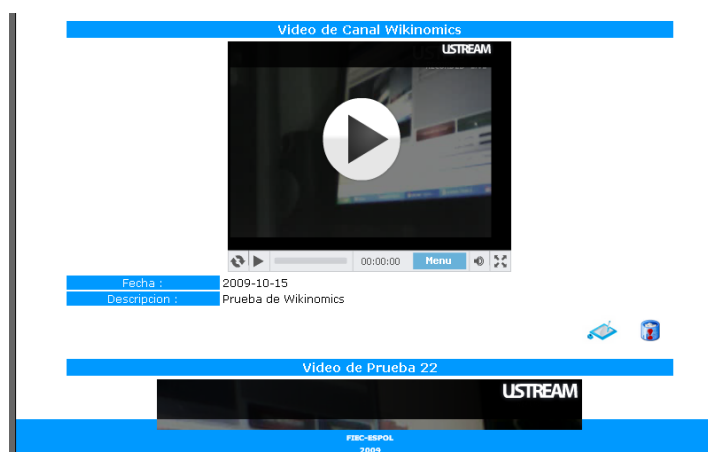 Video de Canal Wikinomics
USTREAM
00:00:00 Menu
Fecha : 2009-10-15
Descripcion : Prueba de Wikinomics
Video de Prueba 22
USTREAM
FIEC-ESPOL
2009